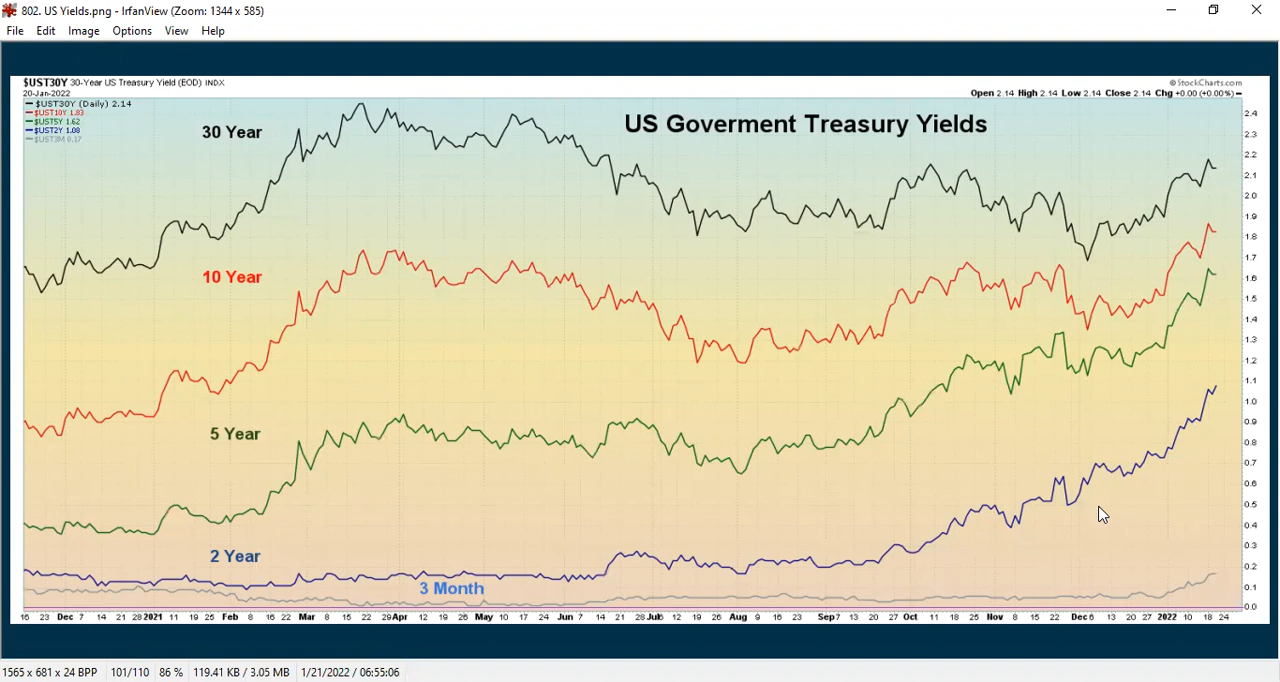 802. US Yields.png - IrfanView (Zoom: 1344 x 585)
File Edit Image Options View Help
$UST30Y 30-Year US Treasury Yield (EOD) INDX
© StockCharts.com
20-Jan-2022
Open 2.14 High 2.14 Low 2.14 Close 2.14 Chg +0.00 (+0.00%)
$UST30Y (Daily) 2.14
$UST10Y 1.83
$UST5Y 1.62
$UST2Y 1.08
$UST3M 0.17
US Goverment Treasury Yields
30 Year
10 Year
5 Year
2 Year
3 Month
2.4
2.3
2.2
2.1
2.0
1.9
1.8
1.7
1.6
1.5
1.4
1.3
1.2
1.1
1.0
0.9
0.8
0.7
0.6
0.5
0.4
0.3
0.2
0.1
0.0
16 23 Dec 7 14 21 28 2021 11 19 25 Feb 8 16 22 Mar 8 15 22 29 Apr 12 19 26 May 10 17 24 Jun 7 14 21 28 Jul 6 12 19 26 Aug 9 16 23 Sep 7 13 20 27 Oct 11 18 25 Nov 8 15 22 Dec 6 13 20 27 2022 10 18 24
1565 x 681 x 24 BPP 101/110 86 % 119.41 KB / 3.05 MB 1/21/2022 / 06:55:06